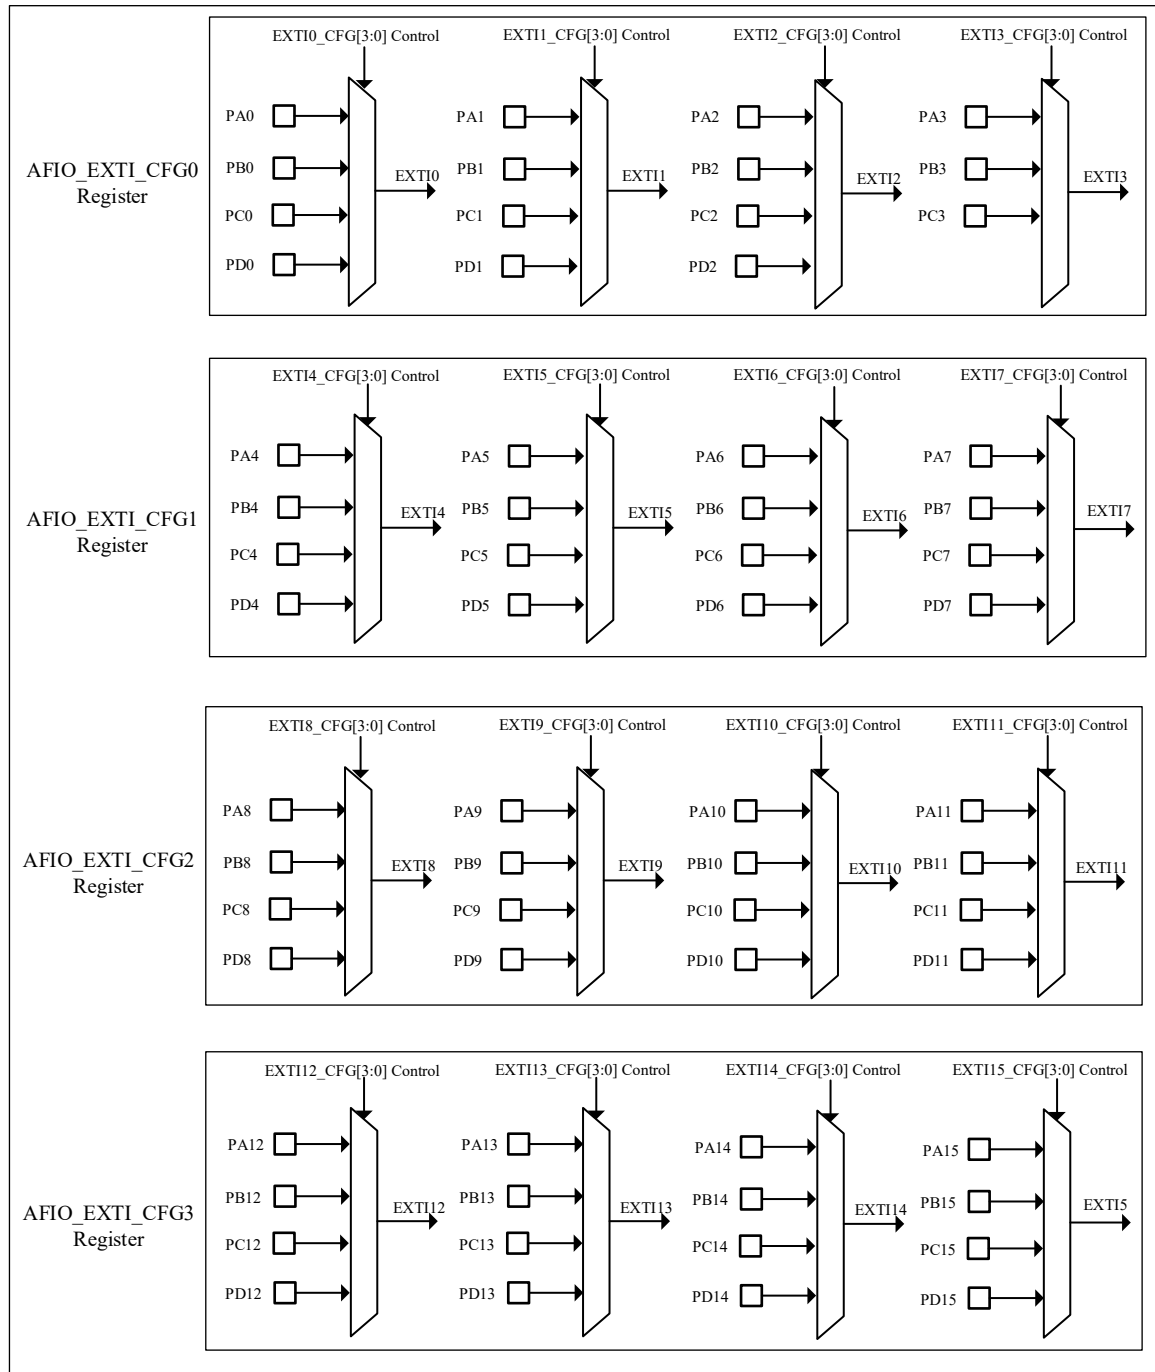 EXTI0_CFG[3:0] Control
EXTI1_CFG[3:0] Control
EXTI2_CFG[3:0] Control
EXTI3_CFG[3:0] Control
PA0
PA1
PA2
PA3
AFIO_EXTI_CFG0
Register
PB0
PB1
PB2
PB3
EXTI0
EXTI1
EXTI2
EXTI3
PC0
PC1
PC2
PC3
PD0
PD1
PD2
EXTI4_CFG[3:0] Control
EXTI5_CFG[3:0] Control
EXTI6_CFG[3:0] Control
EXTI7_CFG[3:0] Control
PA4
PA5
PA6
PA7
AFIO_EXTI_CFG1
Register
PB4
PB5
PB6
PB7
EXTI4
EXTI5
EXTI6
EXTI7
PC4
PC5
PC6
PC7
PD4
PD5
PD6
PD7
EXTI8_CFG[3:0] Control
EXTI9_CFG[3:0] Control
EXTI10_CFG[3:0] Control
EXTI11_CFG[3:0] Control
PA8
PA9
PA10
PA11
AFIO_EXTI_CFG2
Register
PB8
PB9
PB10
PB11
EXTI8
EXTI9
EXTI10
EXTI11
PC8
PC9
PC10
PC11
PD8
PD9
PD10
PD11
EXTI12_CFG[3:0] Control
EXTI13_CFG[3:0] Control
EXTI14_CFG[3:0] Control
EXTI15_CFG[3:0] Control
PA12
PA13
PA14
PA15
AFIO_EXTI_CFG3
Register
PB12
PB13
PB14
PB15
EXTI12
EXTI13
EXTI14
EXTI5
PC12
PC13
PC14
PC15
PD12
PD13
PD14
PD15